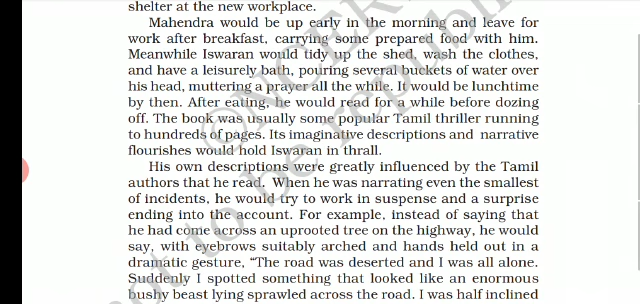 shelter at the new workplace.
Mahendra would be up early in the morning and leave for
work after breakfast, carrying some prepared food with him.
Meanwhile Iswaran would tidy up the shed, wash the clothes,
and have a leisurely bath, pouring several buckets of water over
his head, muttering a prayer all the while. It would be lunchtime
by then. After eating, he would read for a while before dozing
off. The book was usually some popular Tamil thriller running
to hundreds of pages. Its imaginative descriptions and narrative
flourishes would hold Iswaran in thrall.
His own descriptions were greatly influenced by the Tamil
authors that he read. When he was narrating even the smallest
of incidents, he would try to work in suspense and a surprise
ending into the account. For example, instead of saying that
he had come across an uprooted tree on the highway, he would
say, with eyebrows suitably arched and hands held out in a
dramatic gesture, “The road was deserted and I was all alone.
Suddenly I spotted something that looked like an enormous
bushy beast lying sprawled across the road. I was half inclined
©NCER
not to be republi